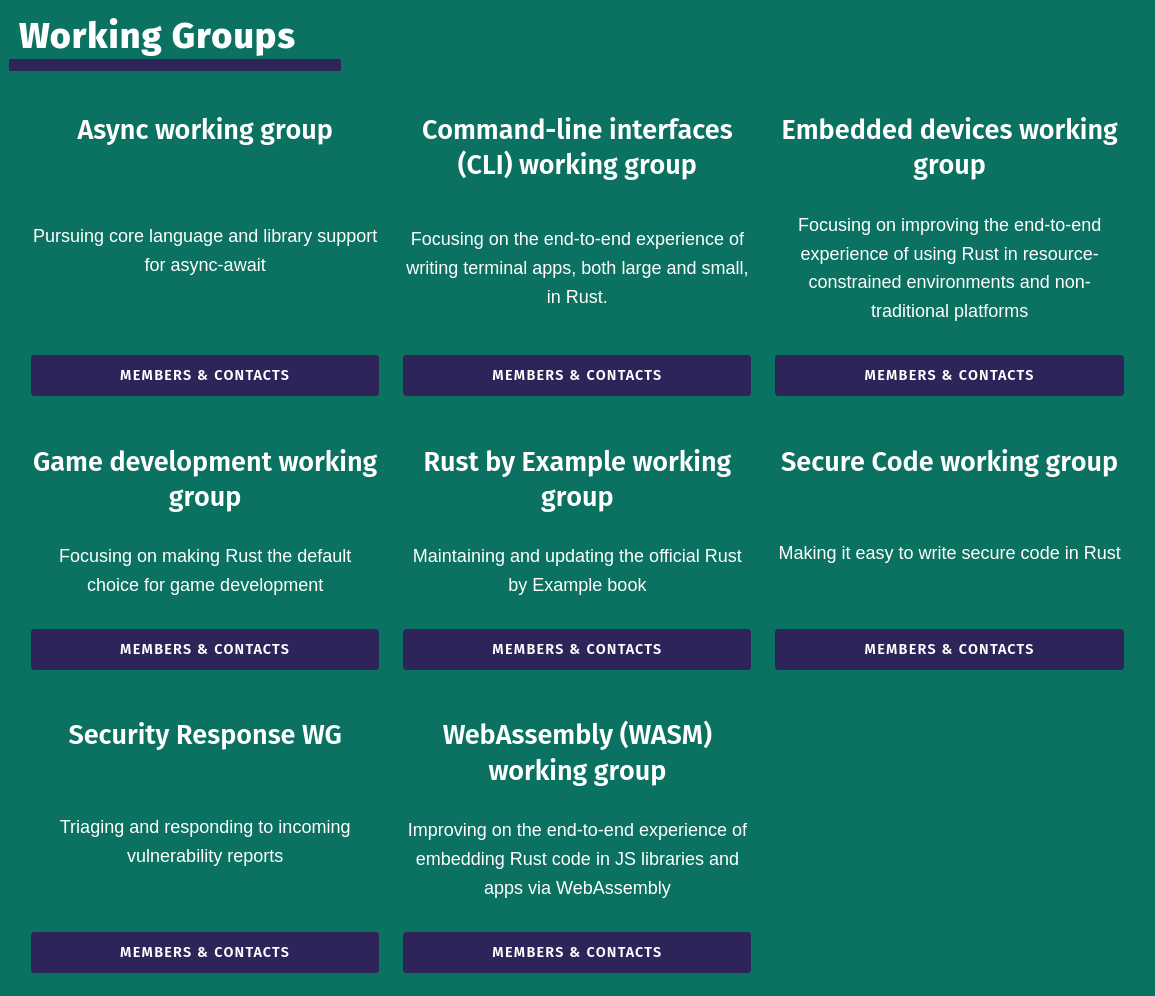 Working Groups
Async working group
Pursuing core language and library support
for async-await
MEMBERS & CONTACTS
Command-line interfaces
(CLI) working group
Focusing on the end-to-end experience of
writing terminal apps, both large and small,
in Rust.
MEMBERS & CONTACTS
Embedded devices working
group
Focusing on improving the end-to-end
experience of using Rust in resource-
constrained environments and non-
traditional platforms
MEMBERS & CONTACTS
Game development working
group
Focusing on making Rust the default
choice for game development
MEMBERS & CONTACTS
Rust by Example working
group
Maintaining and updating the official Rust
by Example book
MEMBERS & CONTACTS
Secure Code working group
Making it easy to write secure code in Rust
MEMBERS & CONTACTS
Security Response WG
Triaging and responding to incoming
vulnerability reports
MEMBERS & CONTACTS
WebAssembly (WASM)
working group
Improving on the end-to-end experience of
embedding Rust code in JS libraries and
apps via WebAssembly
MEMBERS & CONTACTS